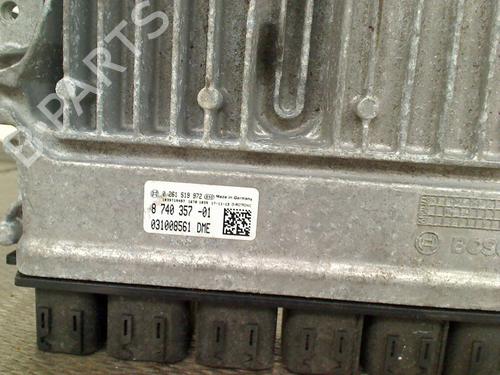 0 261 S19 972 Made in Germany
8 740 357 -01
031008561 DME
BOSCH
B-PARTS